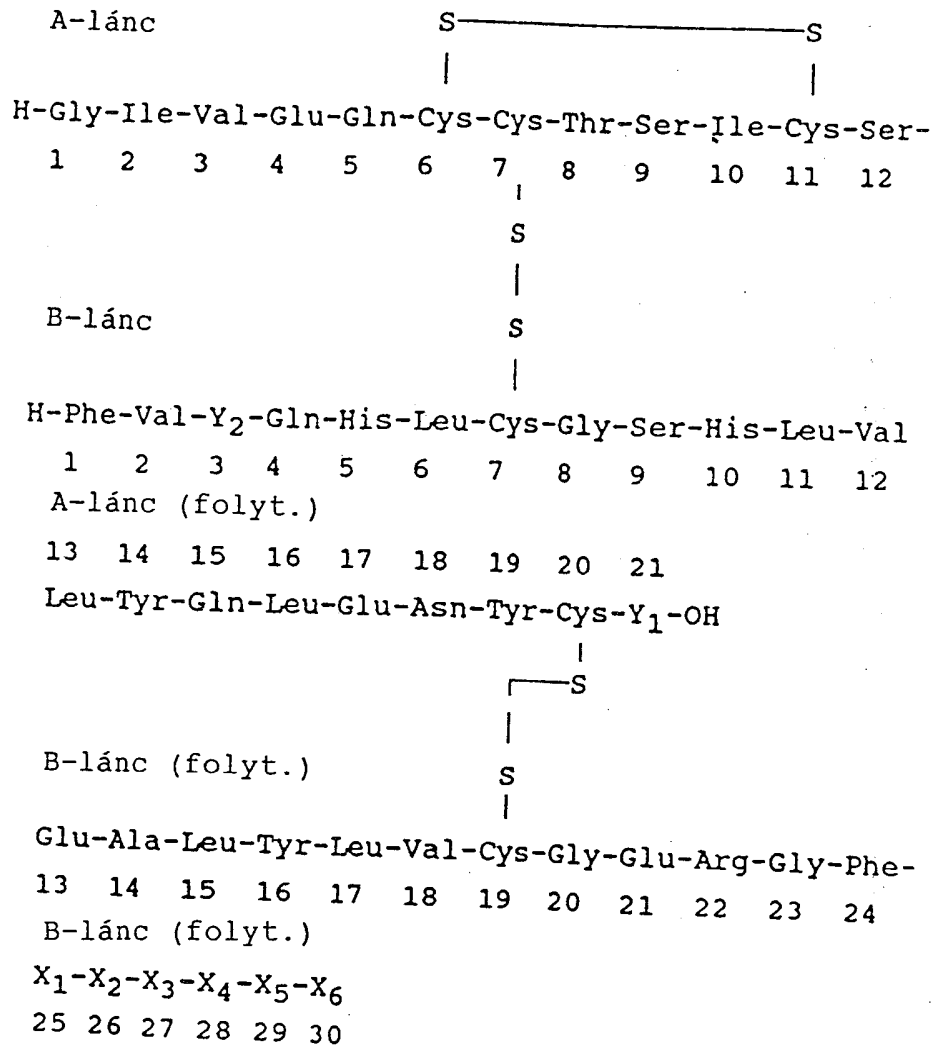 A-lánc S S
H-Gly-Ile-Val-Glu-Gln-Cys-Cys-Thr-Ser-Ile-Cys-Ser-
1 2 3 4 5 6 7 8 9 10 11 12
S
B-lánc S
H-Phe-Val-Y2-Gln-His-Leu-Cys-Gly-Ser-His-Leu-Val
1 2 3 4 5 6 7 8 9 10 11 12
A-lánc (folyt.)
13 14 15 16 17 18 19 20 21
Leu-Tyr-Gln-Leu-Glu-Asn-Tyr-Cys-Y1-OH
S
B-lánc (folyt.) S
Glu-Ala-Leu-Tyr-Leu-Val-Cys-Gly-Glu-Arg-Gly-Phe-
13 14 15 16 17 18 19 20 21 22 23 24
B-lánc (folyt.)
X1-X2-X3-X4-X5-X6
25 26 27 28 29 30